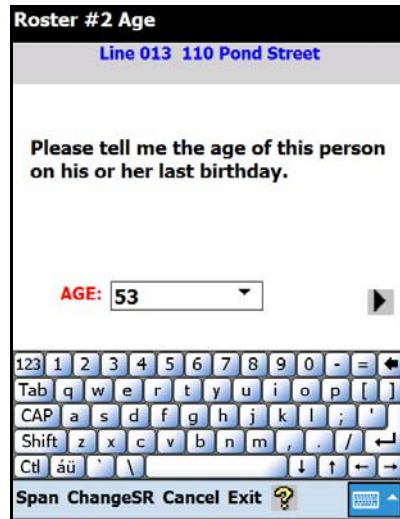 Roster #2 Age
Line 013 110 Pond Street
Please tell me the age of this person
on his or her last birthday.
AGE: 53
123 1 2 3 4 5 6 7 8 9 0 - =
Tab q w e r t y u i o p [ ]
CAP a s d f g h j k l ; '
Shift z x c v b n m , . /
Ctl áü ` \
Span ChangeSR Cancel Exit ?